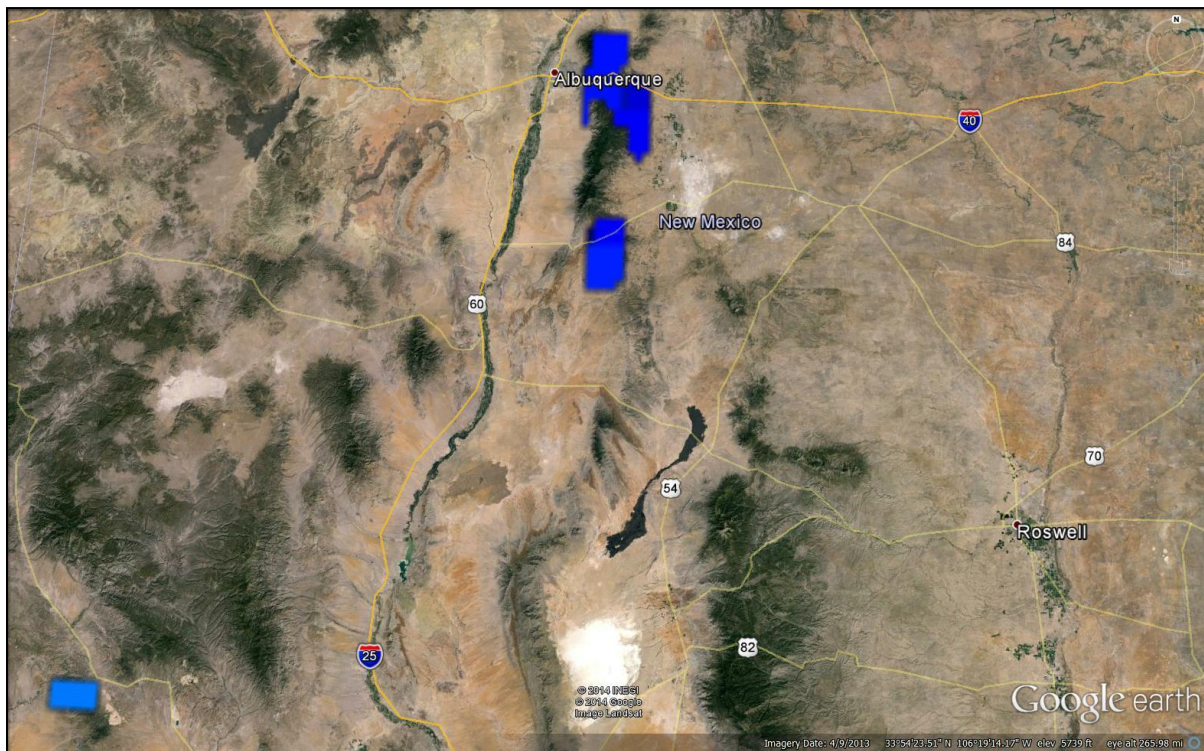 N
Albuquerque
40
New Mexico
84
60
70
54
Roswell
82
25
© 2014 INEGI
© 2014 Google
Image Landsat
Google earth
Imagery Date: 4/9/2013 33°54'23.51" N 106°19'14.17" W elev 5739 ft eye alt 265.98 mi